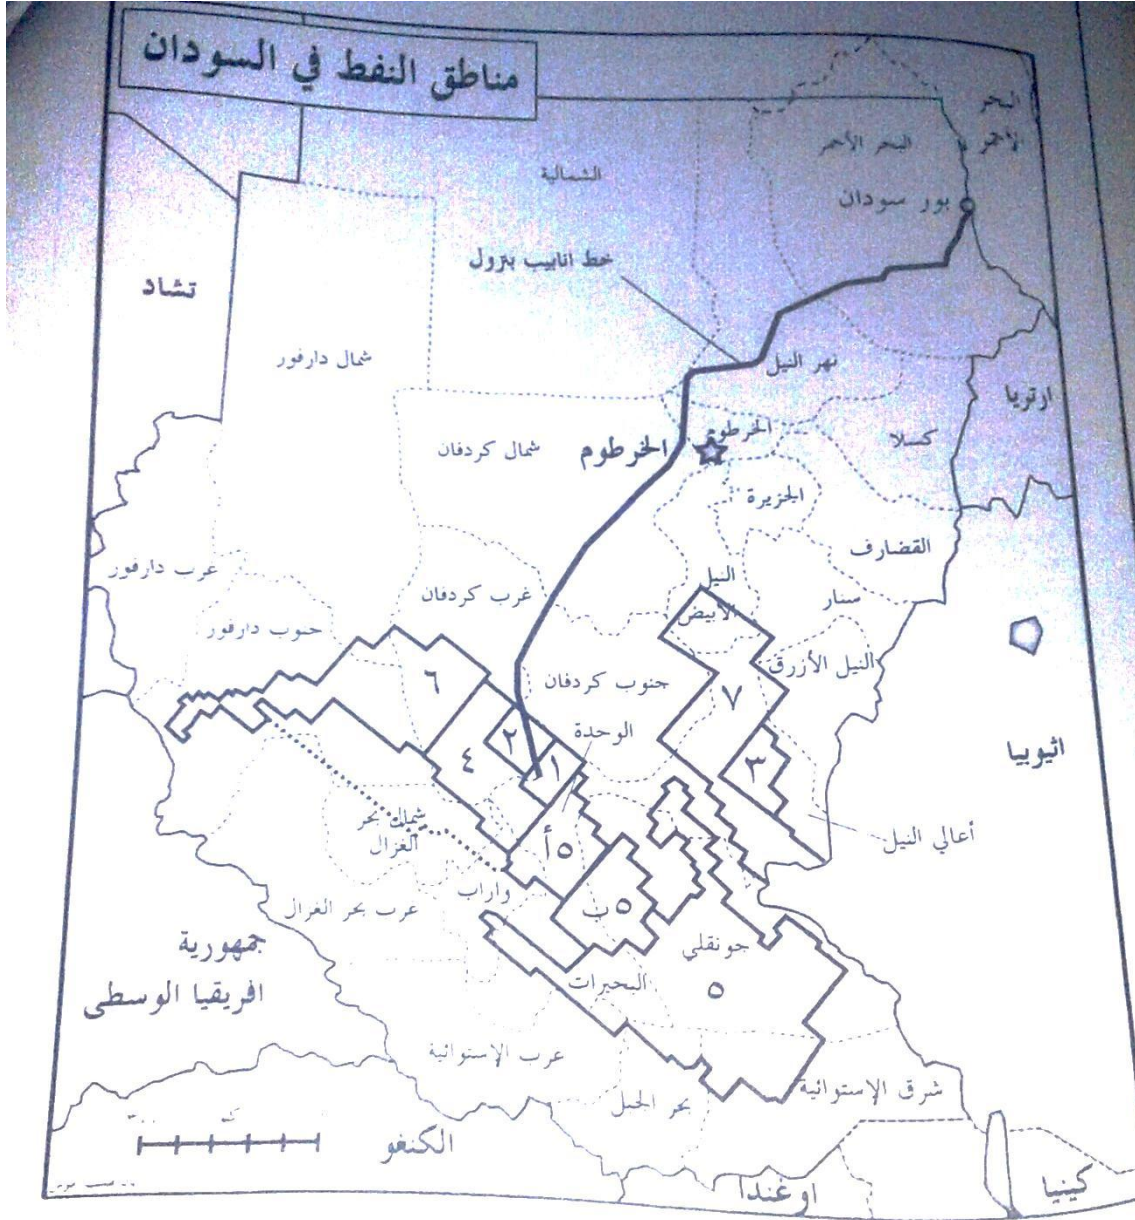 مناطق النفط في السودان
البحر
الأحمر
البحر الأحمر
الشمالية
بور سودان
خط انابيب بترول
تشاد
شمال دارفور
نهر النيل
ارتريا
الخرطوم
كسلا
شمال كردفان
الخرطوم
الجزيرة
القضارف
غرب دارفور
غرب كردفان
النيل
الأبيض
سنار
جنوب دارفور
النيل الأزرق
جنوب كردفان
٦
٧
الوحدة
٢
اثيوبيا
٤
١
٣
شمال بحر
الغزال
أعالي النيل
٥أ
واراب
غرب بحر الغزال
٥ب
جمهورية
افريقيا الوسطى
جونقلي
البحيرات
٥
غرب الإستوائية
شرق الإستوائية
بحر الجبل
الكنغو
اوغندا
كينيا